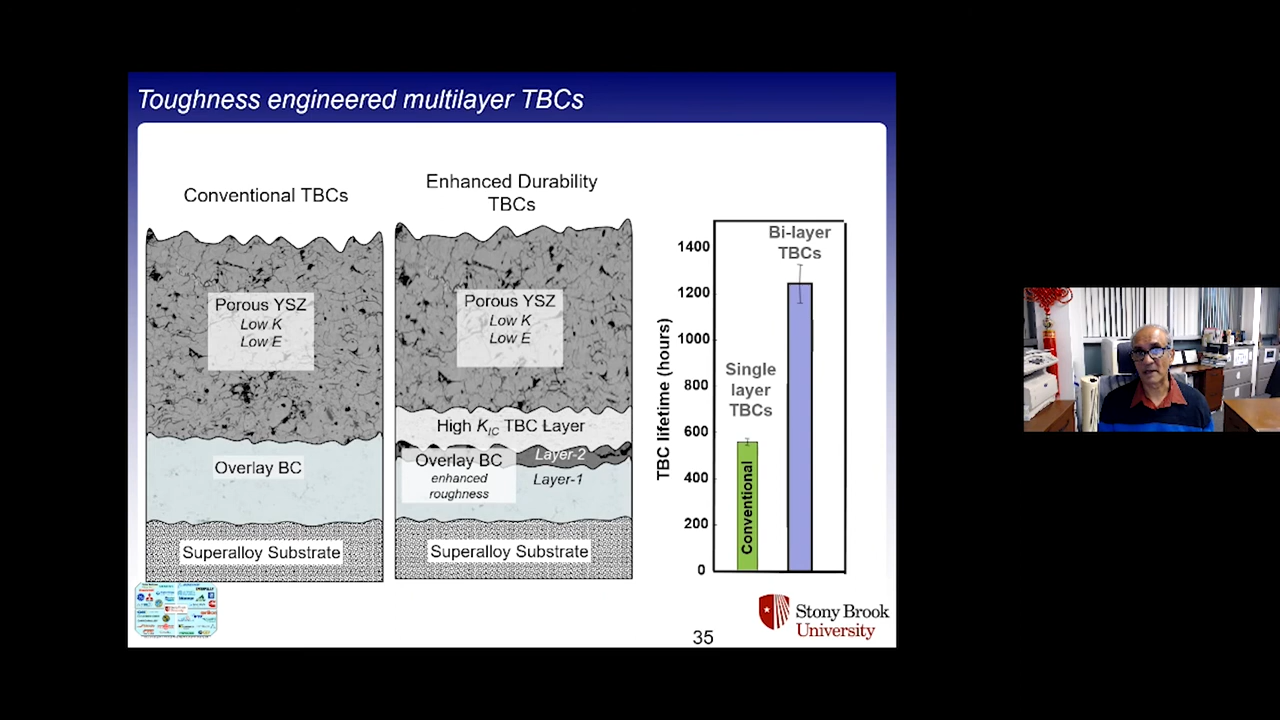 Toughness engineered multilayer TBCs
Conventional TBCs
Porous YSZ
Low K
Low E
Overlay BC
Superalloy Substrate
Enhanced Durability
TBCs
Porous YSZ
Low K
Low E
High KIC TBC Layer
Overlay BC
enhanced
roughness
Layer-2
Layer-1
Superalloy Substrate
TBC lifetime (hours)
1400
1200
1000
800
600
400
200
0
Single
layer
TBCs
Conventional
Bi-layer
TBCs
35
Stony Brook
University